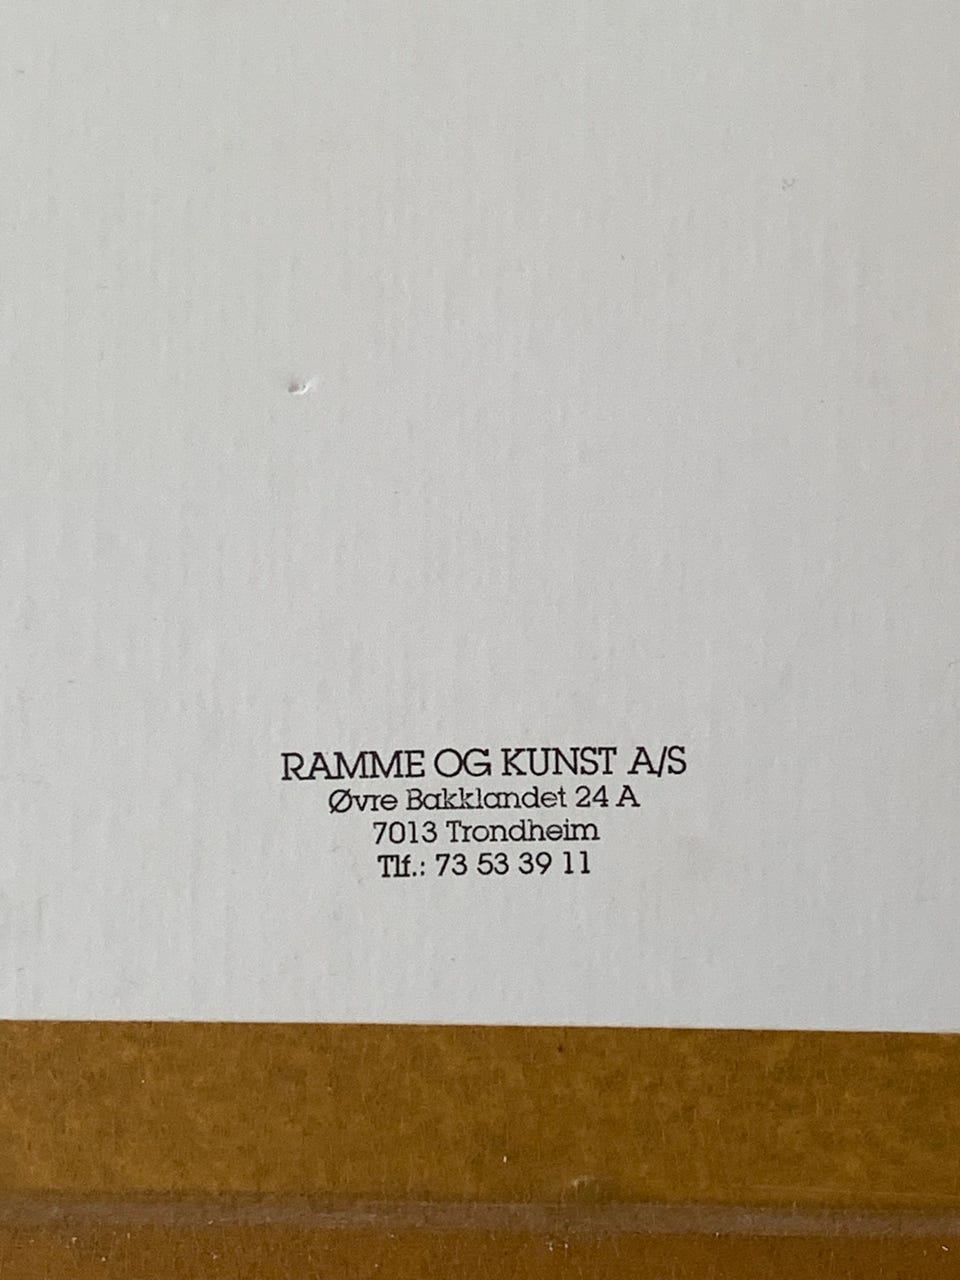 RAMME OG KUNST A/S
Øvre Bakklandet 24 A
7013 Trondheim
Tlf.: 73 53 39 11